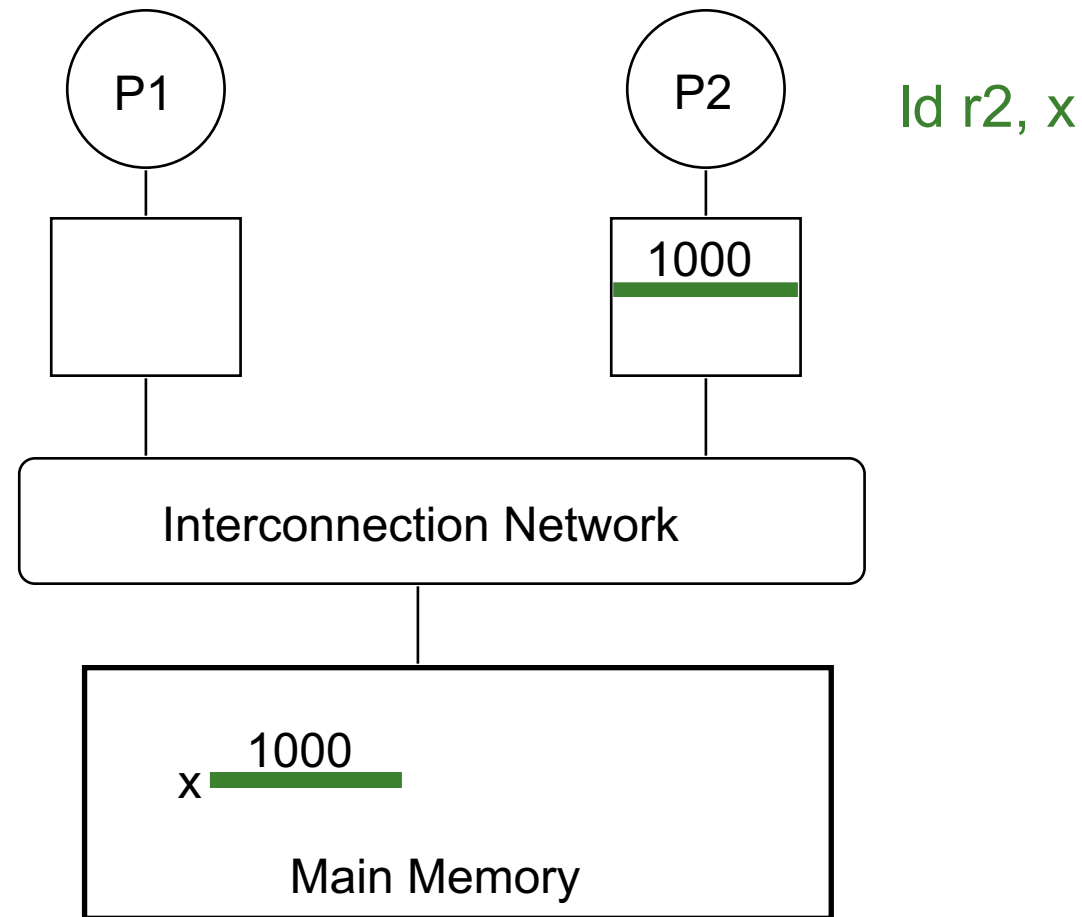 P1
P2
ld r2, x
1000
Interconnection Network
1000
x
Main Memory